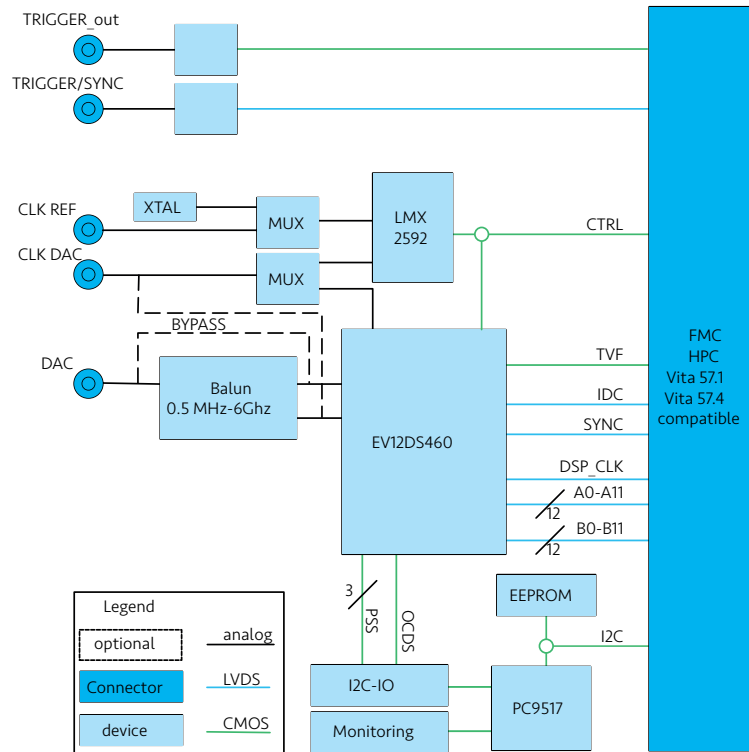 TRIGGER_out
TRIGGER/SYNC
CLK REF
XTAL
MUX
LMX
2592
CTRL
CLK DAC
MUX
BYPASS
DAC
Balun
0.5 MHz-6Ghz
EV12DS460
TVF
IDC
SYNC
DSP_CLK
A0-A11
12
B0-B11
12
FMC
HPC
Vita 57.1
Vita 57.4
compatible
3
PSS
OCDS
EEPROM
I2C
I2C-IO
Monitoring
PC9517
Legend
optional
analog
Connector
LVDS
device
CMOS